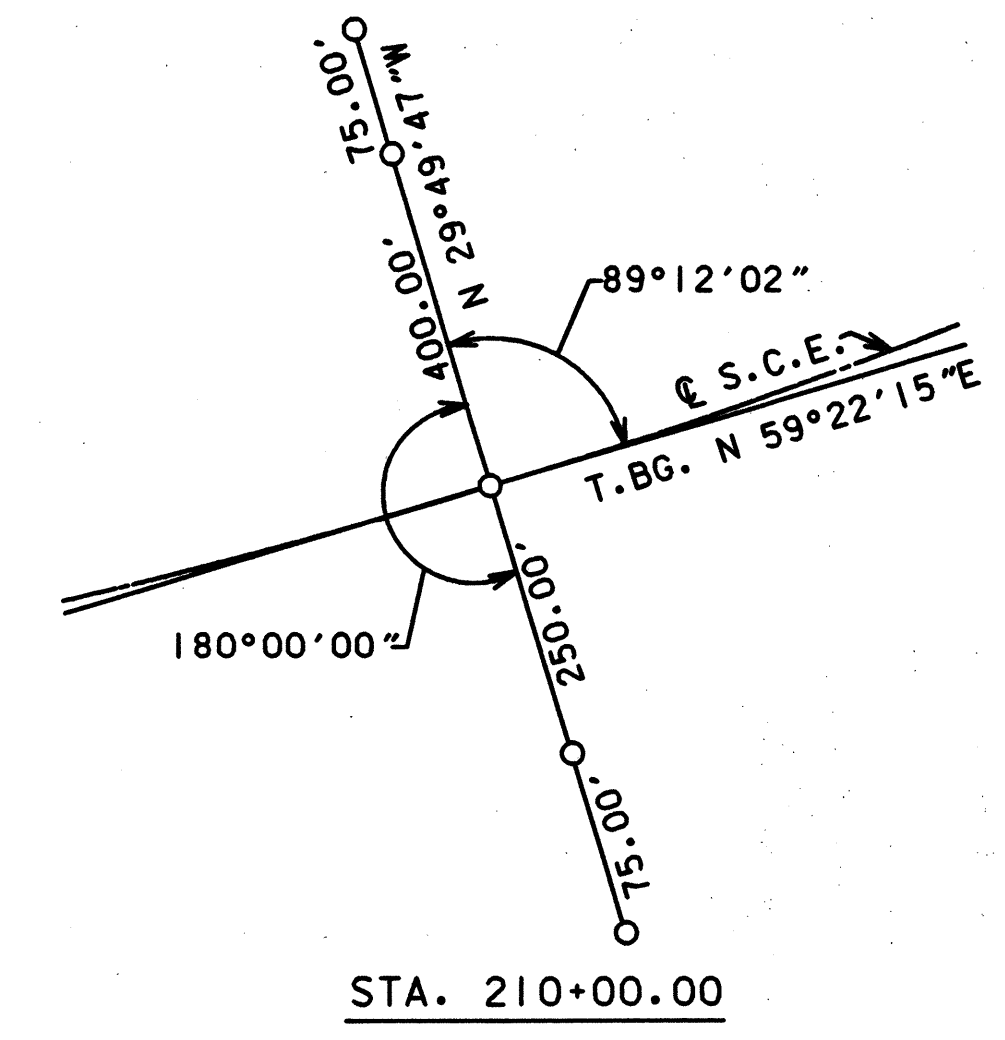 75.00'
N 29°49'47"W
400.00'
89°12'02"
℄ S.C.E.
T.BG. N 59°22'15"E
250.00'
180°00'00"
75.00'
STA. 210+00.00